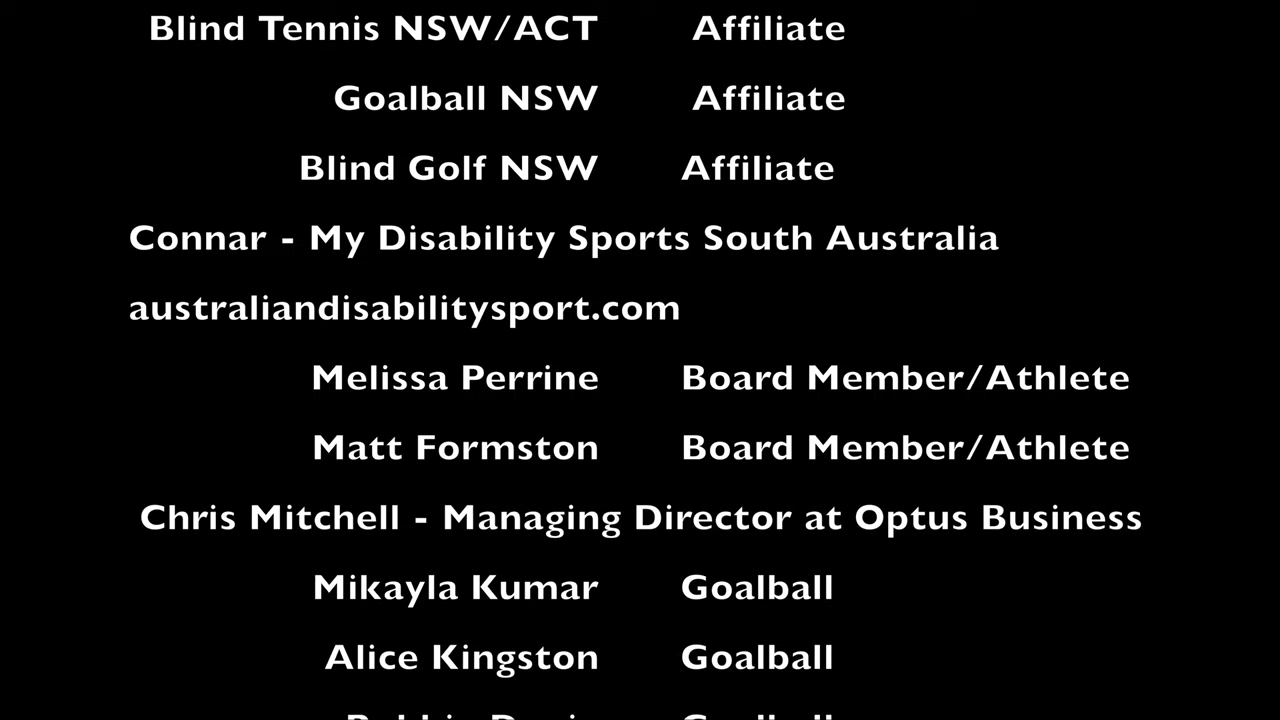 Blind Tennis NSW/ACT Affiliate
Goalball NSW Affiliate
Blind Golf NSW Affiliate
Connar - My Disability Sports South Australia
australiandisabilitysport.com
Melissa Perrine Board Member/Athlete
Matt Formston Board Member/Athlete
Chris Mitchell - Managing Director at Optus Business
Mikayla Kumar Goalball
Alice Kingston Goalball